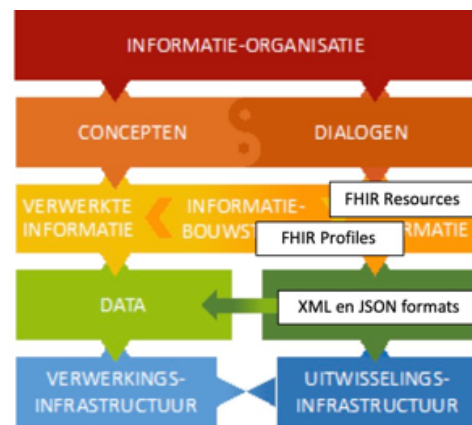 INFORMATIE-ORGANISATIE
CONCEPTEN
DIALOGEN
VERWERKTE
INFORMATIE
INFORMATIE-
BOUWST
FHIR Resources
FHIR Profiles
RMATIE
DATA
XML en JSON formats
VERWERKINGS-
INFRASTRUCTUUR
UITWISSELINGS-
INFRASTRUCTUUR